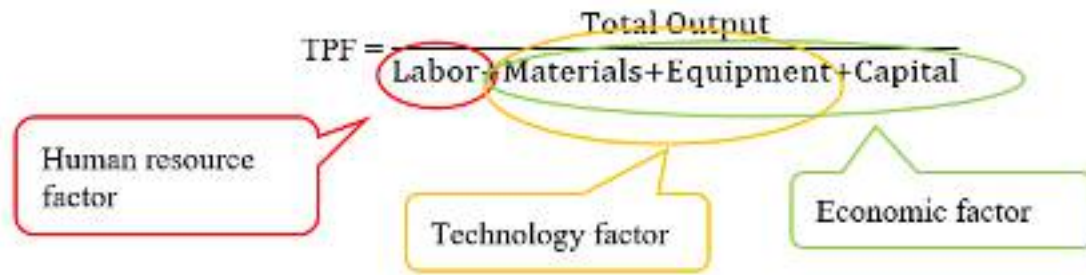 Total Output
TPF =
Labor+Materials+Equipment+Capital
Human resource
factor
Technology factor
Economic factor